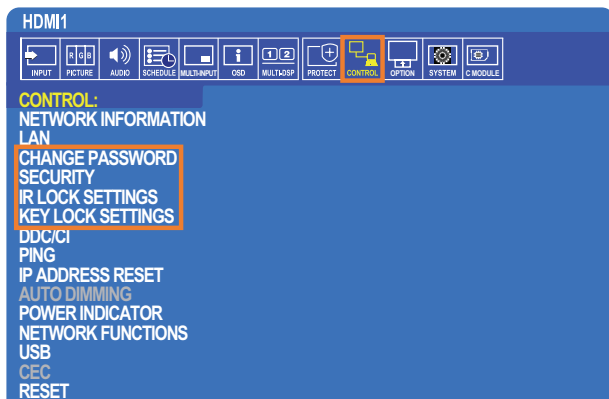 HDMI1
INPUT
R G B
PICTURE
AUDIO
SCHEDULE
MULTI-INPUT
OSD
1 2
MULTI-DSP
PROTECT
CONTROL
OPTION
SYSTEM
C MODULE
CONTROL:
NETWORK INFORMATION
LAN
CHANGE PASSWORD
SECURITY
IR LOCK SETTINGS
KEY LOCK SETTINGS
DDC/CI
PING
IP ADDRESS RESET
AUTO DIMMING
POWER INDICATOR
NETWORK FUNCTIONS
USB
CEC
RESET